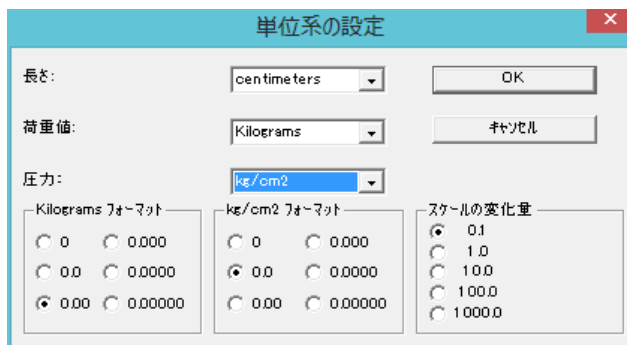 単位系の設定
×
長さ: centimeters OK
荷重値: Kilograms キャンセル
圧力: kg/cm2
Kilograms フォーマット kg/cm2 フォーマット スケールの変化量
0 0.000 0 0.000 0.1
0.0 0.0000 0.0 0.0000 1.0
0.00 0.00000 0.00 0.00000 10.0
100.0
1000.0